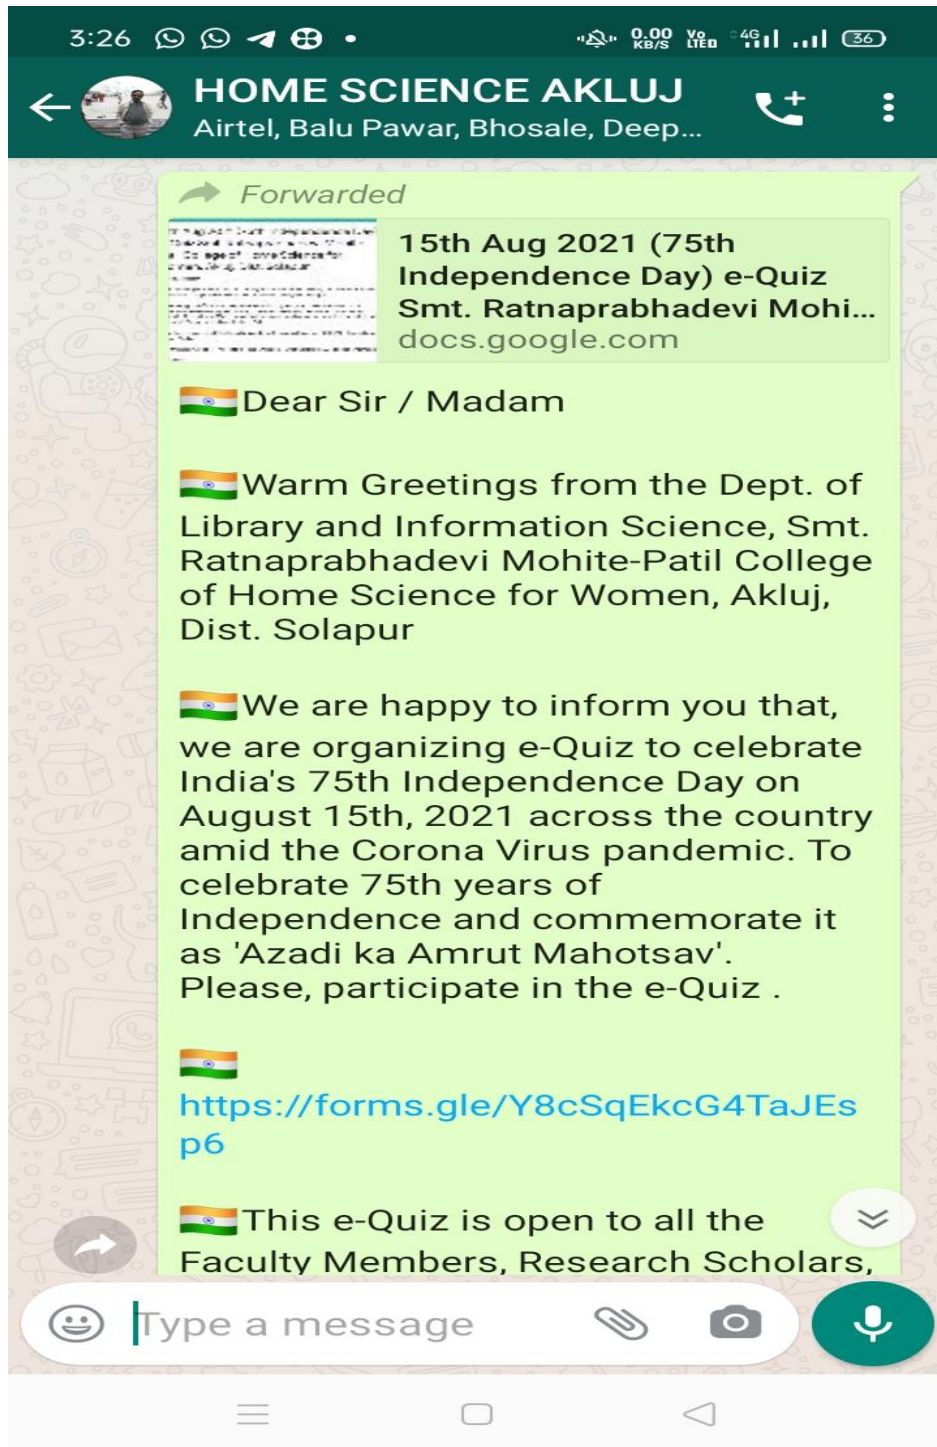 3:26
0.00 KB/S
Vo LTE 4G
36
HOME SCIENCE AKLUJ
Airtel, Balu Pawar, Bhosale, Deep...
Forwarded
15th Aug 2021 (75th
Independence Day) e-Quiz
Smt. Ratnaprabhadevi Mohi...
docs.google.com
🇮🇳Dear Sir / Madam
🇮🇳Warm Greetings from the Dept. of
Library and Information Science, Smt.
Ratnaprabhadevi Mohite-Patil College
of Home Science for Women, Akluj,
Dist. Solapur
🇮🇳We are happy to inform you that,
we are organizing e-Quiz to celebrate
India's 75th Independence Day on
August 15th, 2021 across the country
amid the Corona Virus pandemic. To
celebrate 75th years of
Independence and commemorate it
as 'Azadi ka Amrut Mahotsav'.
Please, participate in the e-Quiz .
🇮🇳
https://forms.gle/Y8cSqEkcG4TaJEs
p6
🇮🇳This e-Quiz is open to all the
Faculty Members, Research Scholars,
Type a message